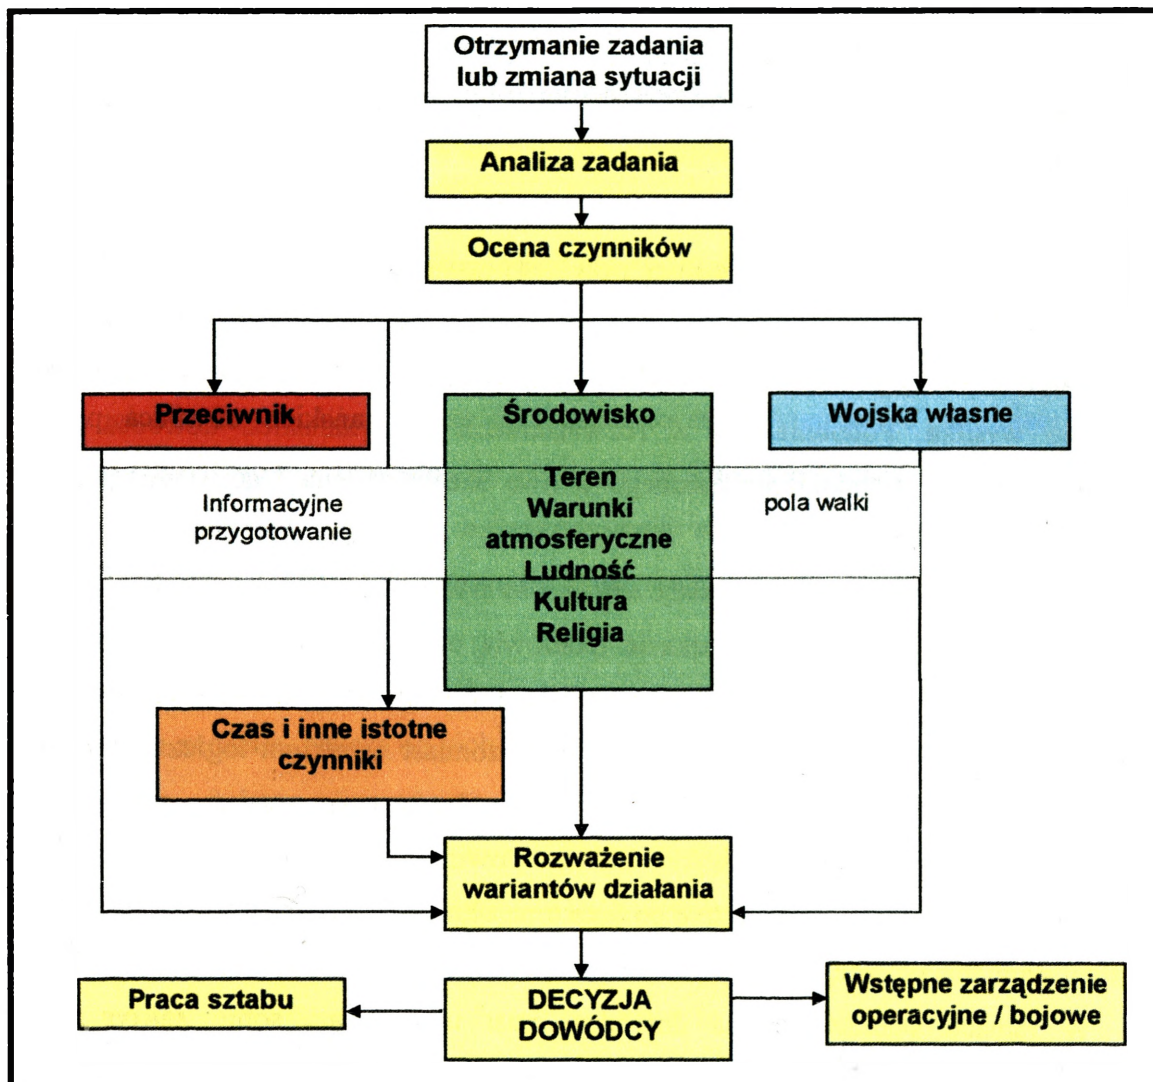 Otrzymanie zadania
lub zmiana sytuacji
Analiza zadania
Ocena czynników
Przeciwnik
Środowisko
Teren
Warunki
atmosferyczne
Ludność
Kultura
Religia
Wojska własne
Informacyjne
przygotowanie
pola walki
Czas i inne istotne
czynniki
Rozważenie
wariantów działania
Praca sztabu
DECYZJA
DOWÓDCY
Wstępne zarządzenie
operacyjne / bojowe